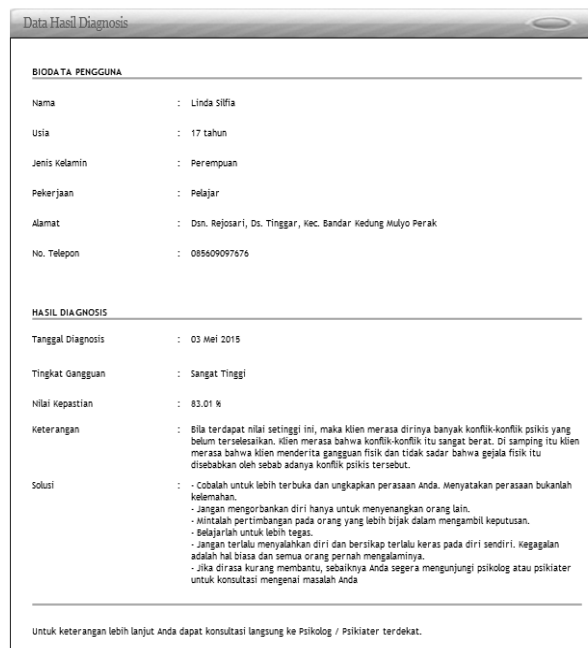 Data Hasil Diagnosis
BIODATA PENGGUNA
Nama : Linda Silfia
Usia : 17 tahun
Jenis Kelamin : Perempuan
Pekerjaan : Pelajar
Alamat : Dsn. Rejosari, Ds. Tinggar, Kec. Bandar Kedung Mulyo Perak
No. Telepon : 085609097676
HASIL DIAGNOSIS
Tanggal Diagnosis : 03 Mei 2015
Tingkat Gangguan : Sangat Tinggi
Nilai Kepastian : 83.01 %
Keterangan : Bila terdapat nilai setinggi ini, maka klien merasa dirinya banyak konflik-konflik psikis yang
belum terselesaikan. Klien merasa bahwa konflik-konflik itu sangat berat. Di samping itu klien
merasa bahwa klien menderita gangguan fisik dan tidak sadar bahwa gejala fisik itu
disebabkan oleh sebab adanya konflik psikis tersebut.
Solusi : - Cobalah untuk lebih terbuka dan ungkapkan perasaan Anda. Menyatakan perasaan bukanlah
kelemahan.
- Jangan mengorbankan diri hanya untuk menyenangkan orang lain.
- Mintalah pertimbangan pada orang yang lebih bijak dalam mengambil keputusan.
- Belajarlah untuk lebih tegas.
- Jangan terlalu menyalahkan diri dan bersikap terlalu keras pada diri sendiri. Kegagalan
adalah hal biasa dan semua orang pernah mengalaminya.
- Jika dirasa kurang membantu, sebaiknya Anda segera mengunjungi psikolog atau psikiater
untuk konsultasi mengenai masalah Anda
Untuk keterangan lebih lanjut Anda dapat konsultasi langsung ke Psikolog / Psikiater terdekat.